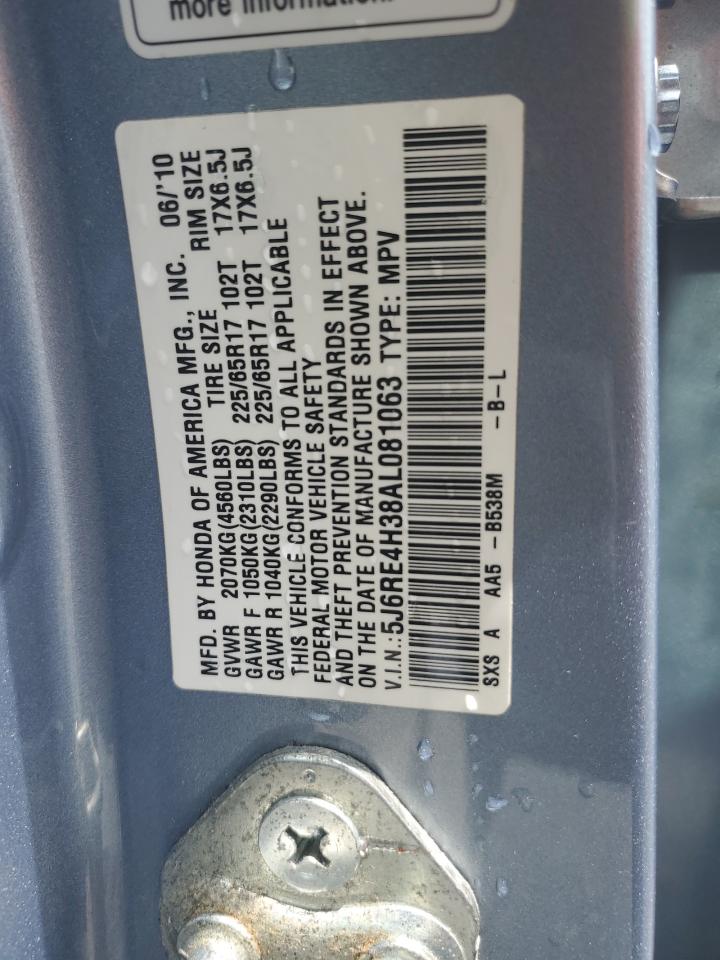 more information.
MFD. BY HONDA OF AMERICA MFG., INC. 06/'10
GVWR 2070KG(4560LBS) TIRE SIZE RIM SIZE
GAWR F 1050KG(2310LBS) 225/65R17 102T 17X6.5J
GAWR R 1040KG(2290LBS) 225/65R17 102T 17X6.5J
THIS VEHICLE CONFORMS TO ALL APPLICABLE
FEDERAL MOTOR VEHICLE SAFETY
AND THEFT PREVENTION STANDARDS IN EFFECT
ON THE DATE OF MANUFACTURE SHOWN ABOVE.
V.I.N.: 5J6RE4H38AL081063 TYPE: MPV
SXS A AA5 -B538M -B-L